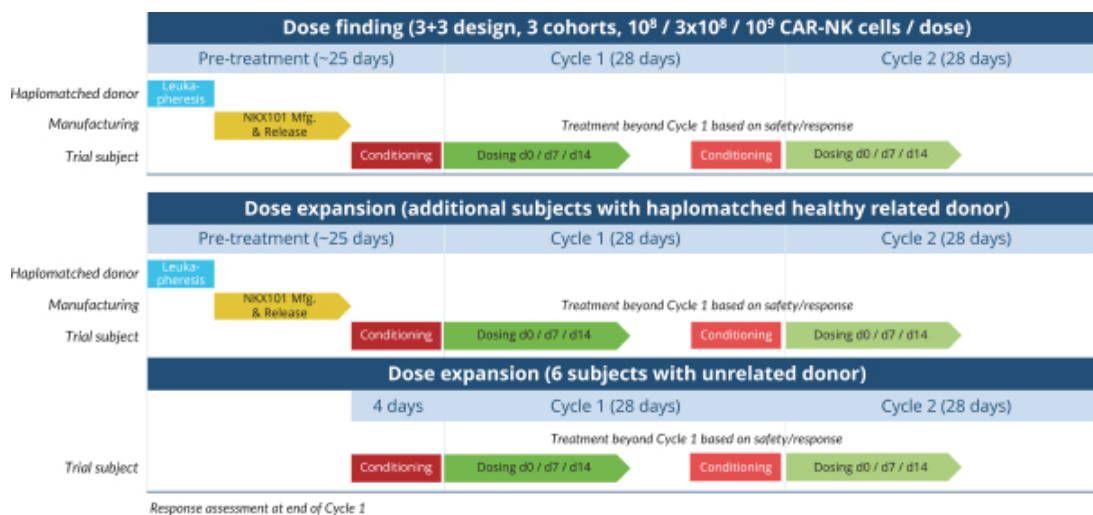 Dose finding (3+3 design, 3 cohorts, 10⁸ / 3x10⁸ / 10⁹ CAR-NK cells / dose)
Pre-treatment (~25 days) Cycle 1 (28 days) Cycle 2 (28 days)
Haplomatched donor Leuka-
pheresis
Manufacturing NKX101 Mfg.
& Release Treatment beyond Cycle 1 based on safety/response
Trial subject Conditioning Dosing d0 / d7 / d14 Conditioning Dosing d0 / d7 / d14
Dose expansion (additional subjects with haplomatched healthy related donor)
Pre-treatment (~25 days) Cycle 1 (28 days) Cycle 2 (28 days)
Haplomatched donor Leuka-
pheresis
Manufacturing NKX101 Mfg.
& Release Treatment beyond Cycle 1 based on safety/response
Trial subject Conditioning Dosing d0 / d7 / d14 Conditioning Dosing d0 / d7 / d14
Dose expansion (6 subjects with unrelated donor)
4 days Cycle 1 (28 days) Cycle 2 (28 days)
Treatment beyond Cycle 1 based on safety/response
Trial subject Conditioning Dosing d0 / d7 / d14 Conditioning Dosing d0 / d7 / d14
Response assessment at end of Cycle 1